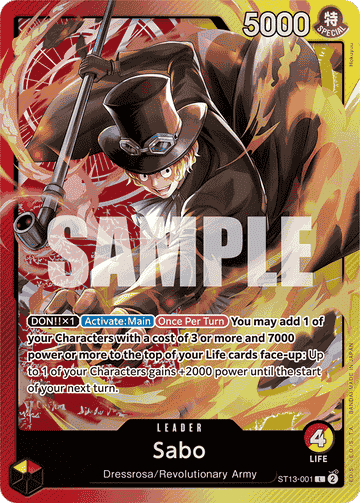 5000
特
SPECIAL
SAMPLE
DON!!×1 Activate:Main Once Per Turn You may add 1 of
your Characters with a cost of 3 or more and 7000
power or more to the top of your Life cards face-up: Up
to 1 of your Characters gains +2000 power until the start
of your next turn.
LEADER
Sabo
4
LIFE
Dressrosa/Revolutionary Army
ST13-001 L 2